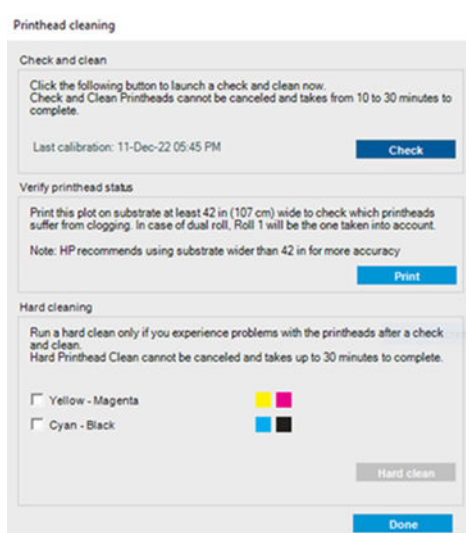 Printhead cleaning
Check and clean
Click the following button to launch a check and clean now.
Check and Clean Printheads cannot be canceled and takes from 10 to 30 minutes to
complete.
Last calibration: 11-Dec-22 05:45 PM
Check
Verify printhead status
Print this plot on substrate at least 42 in (107 cm) wide to check which printheads
suffer from clogging. In case of dual roll, Roll 1 will be the one taken into account.
Note: HP recommends using substrate wider than 42 in for more accuracy
Print
Hard cleaning
Run a hard clean only if you experience problems with the printheads after a check
and clean.
Hard Printhead Clean cannot be canceled and takes up to 30 minutes to complete.
Yellow - Magenta
Cyan - Black
Hard clean
Done